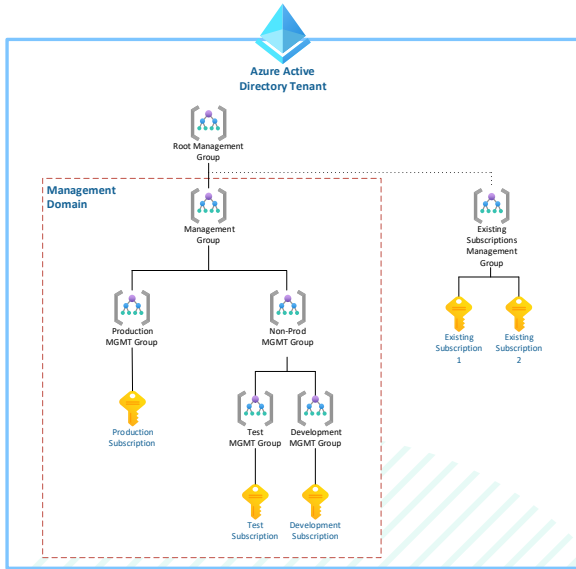 Azure Active
Directory Tenant
Root Management
Group
Management
Domain
Management
Group
Existing
Subscriptions
Management
Group
Production
MGMT Group
Non-Prod
MGMT Group
Existing
Subscription
1
Existing
Subscription
2
Production
Subscription
Test
MGMT Group
Development
MGMT Group
Test
Subscription
Development
Subscription